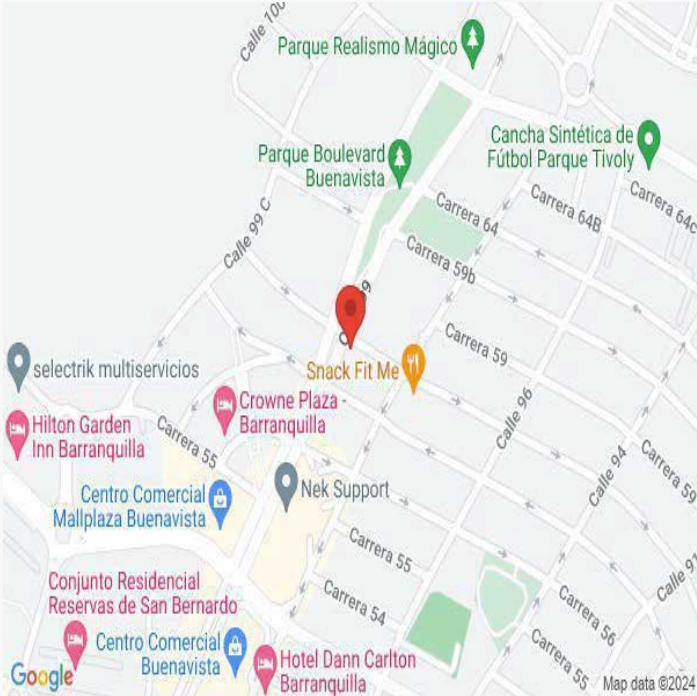 Calle 100
Parque Realismo Mágico
Parque Boulevard
Buenavista
Cancha Sintética de
Fútbol Parque Tivoly
Carrera 64
Carrera 64B
Carrera 64c
Calle 99 C
Carrera 59b
Carrera 59
Snack Fit Me
selectrik multiservicios
Crowne Plaza -
Barranquilla
Hilton Garden
Inn Barranquilla
Carrera 55
Calle 96
Calle 94
Carrera 59
Centro Comercial
Mallplaza Buenavista
Nek Support
Calle 91
Carrera 55
Conjunto Residencial
Reservas de San Bernardo
Carrera 54
Carrera 56
Centro Comercial
Buenavista
Hotel Dann Carlton
Barranquilla
Carrera 55
Google
Map data ©2024